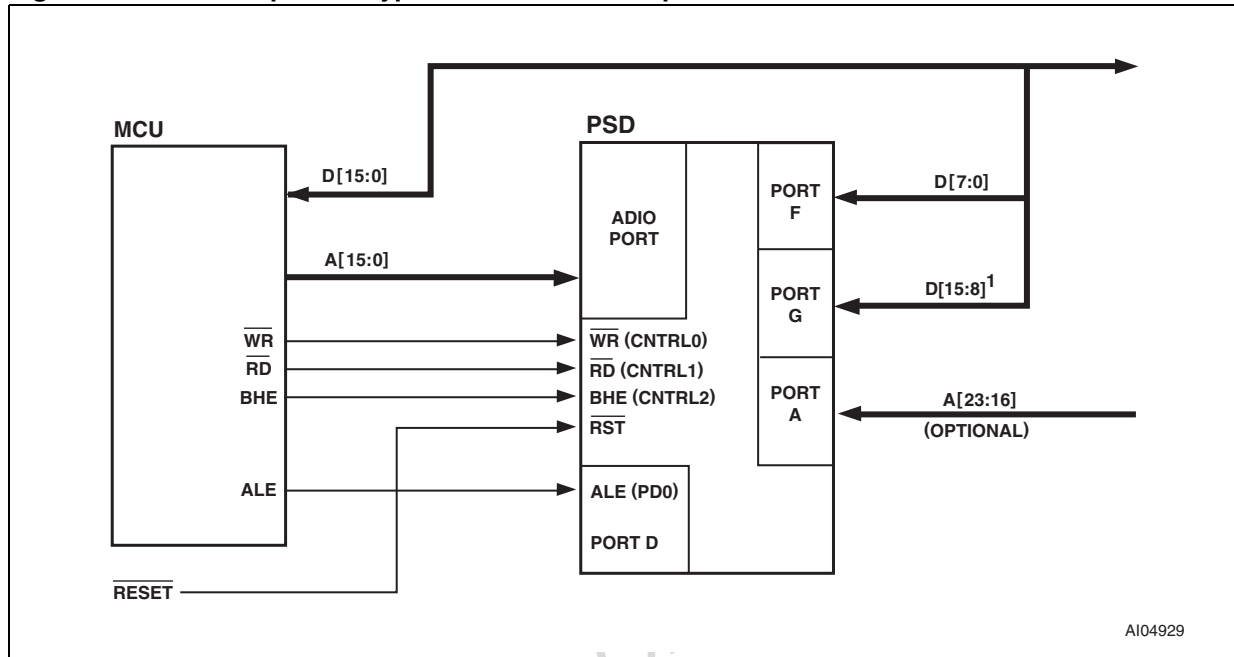 MCU
PSD
D[15:0]
A[15:0]
WR
RD
BHE
ALE
RESET
ADIO
PORT
WR (CNTRL0)
RD (CNTRL1)
BHE (CNTRL2)
RST
ALE (PD0)
PORT D
PORT
F
PORT
G
PORT
A
D[7:0]
D[15:8]1
A[23:16]
(OPTIONAL)
AI04929